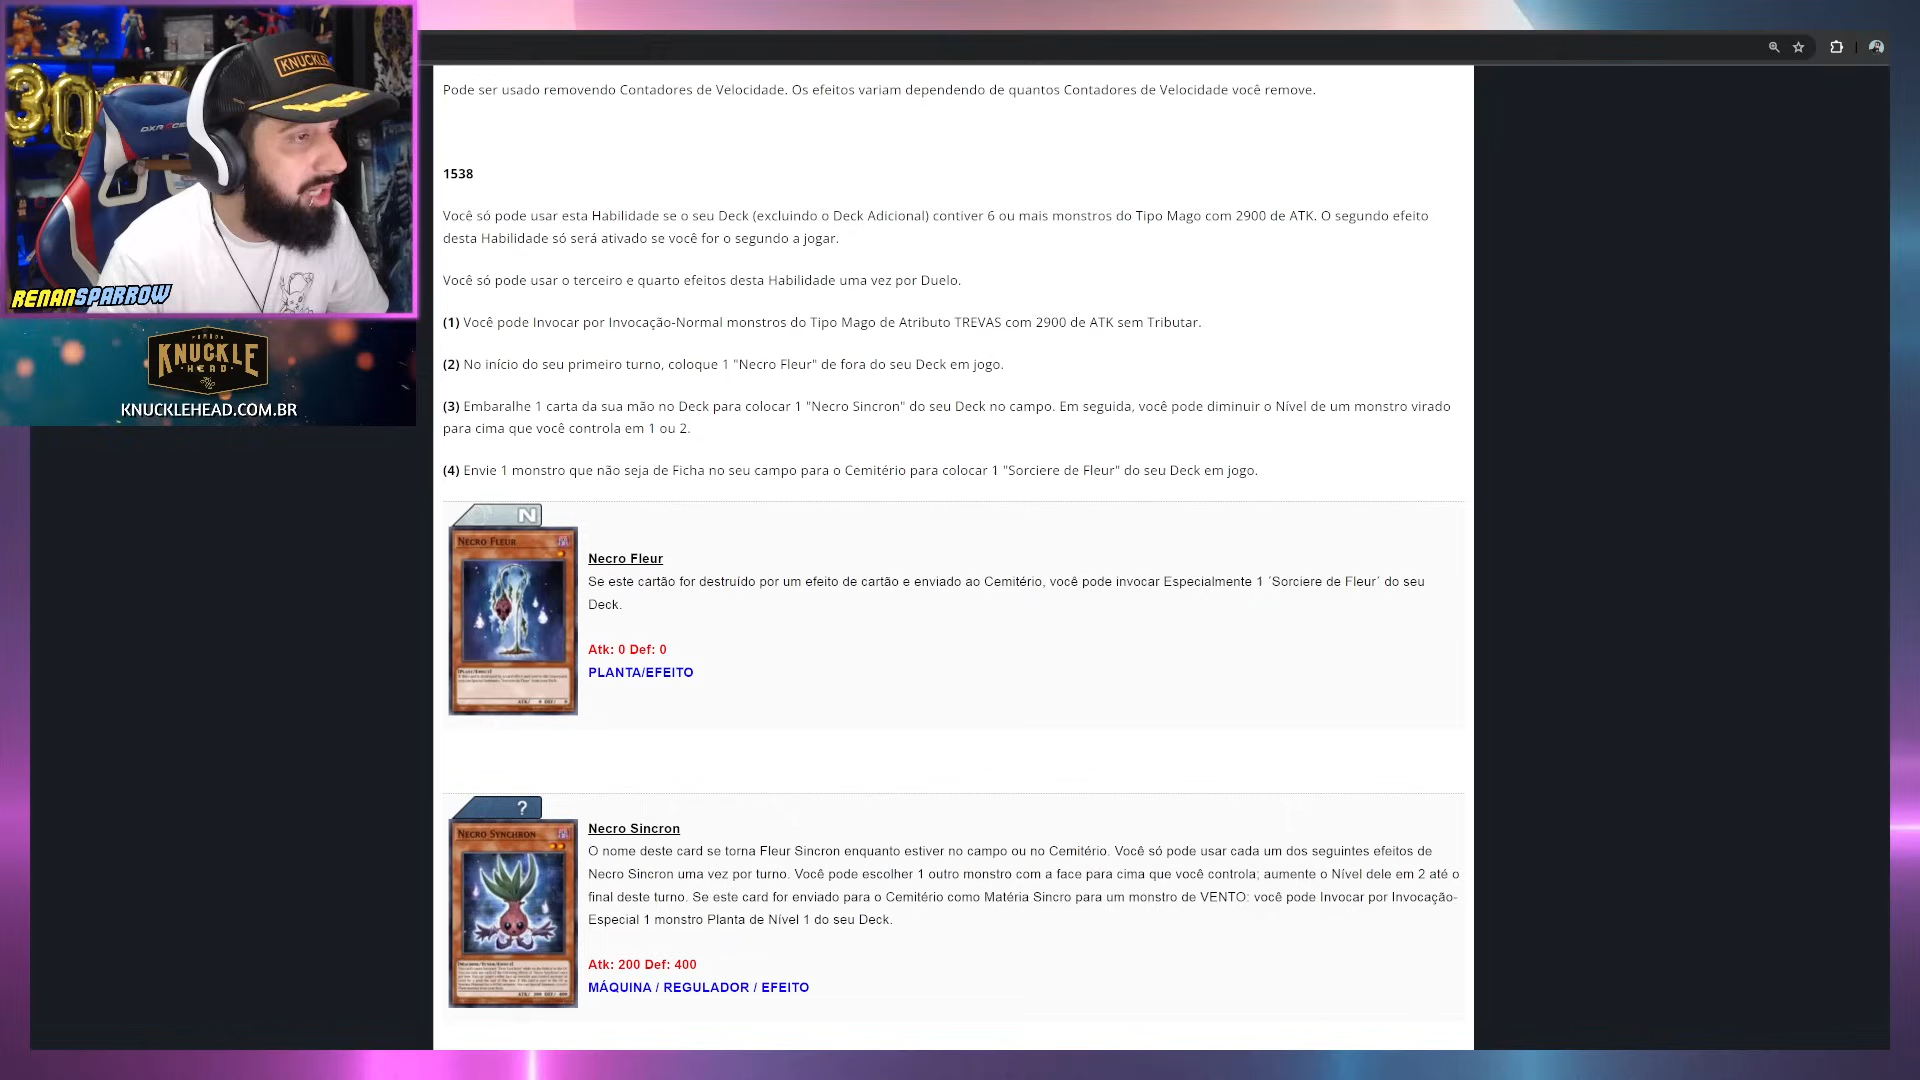 Pode ser usado removendo Contadores de Velocidade. Os efeitos variam dependendo de quantos Contadores de Velocidade você remove.
1538
Você só pode usar esta Habilidade se o seu Deck (excluindo o Deck Adicional) contiver 6 ou mais monstros do Tipo Mago com 2900 de ATK. O segundo efeito
desta Habilidade só será ativado se você for o segundo a jogar.
Você só pode usar o terceiro e quarto efeitos desta Habilidade uma vez por Duelo.
(1) Você pode Invocar por Invocação-Normal monstros do Tipo Mago de Atributo TREVAS com 2900 de ATK sem Tributar.
(2) No início do seu primeiro turno, coloque 1 "Necro Fleur" de fora do seu Deck em jogo.
(3) Embaralhe 1 carta da sua mão no Deck para colocar 1 "Necro Sincron" do seu Deck no campo. Em seguida, você pode diminuir o Nível de um monstro virado
para cima que você controla em 1 ou 2.
(4) Envie 1 monstro que não seja de Ficha no seu campo para o Cemitério para colocar 1 "Sorciere de Fleur" do seu Deck em jogo.
N
NECRO FLEUR
Necro Fleur
Se este cartão for destruído por um efeito de cartão e enviado ao Cemitério, você pode invocar Especialmente 1 ´Sorciere de Fleur´ do seu
Deck.
Atk: 0 Def: 0
PLANTA/EFEITO
?
NECRO SYNCHRON
Necro Sincron
O nome deste card se torna Fleur Sincron enquanto estiver no campo ou no Cemitério. Você só pode usar cada um dos seguintes efeitos de
Necro Sincron uma vez por turno. Você pode escolher 1 outro monstro com a face para cima que você controla; aumente o Nível dele em 2 até o
final deste turno. Se este card for enviado para o Cemitério como Matéria Sincro para um monstro de VENTO: você pode Invocar por Invocação-
Especial 1 monstro Planta de Nível 1 do seu Deck.
Atk: 200 Def: 400
MÁQUINA / REGULADOR / EFEITO
KNUCKLE
DXRACER
30
RENANSPARROW
KNUCKLE
HEAD
KNUCKLEHEAD.COM.BR